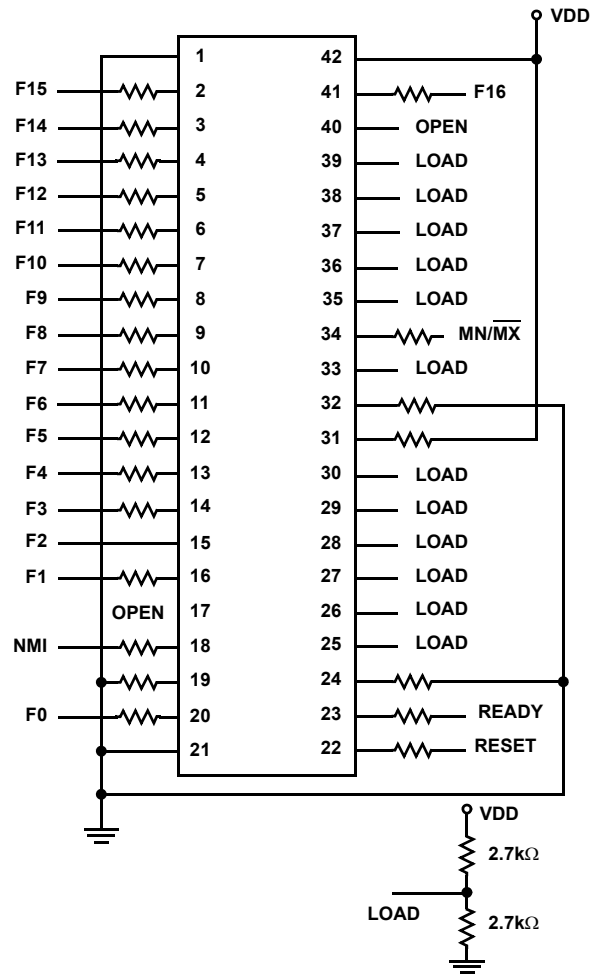 VDD
1 42
F15 2 41 F16
F14 3 40 OPEN
F13 4 39 LOAD
F12 5 38 LOAD
F11 6 37 LOAD
F10 7 36 LOAD
F9 8 35 LOAD
F8 9 34 MN/M̅X̅
F7 10 33 LOAD
F6 11 32
F5 12 31
F4 13 30 LOAD
F3 14 29 LOAD
F2 15 28 LOAD
F1 16 27 LOAD
OPEN 17 26 LOAD
NMI 18 25 LOAD
19 24
F0 20 23 READY
21 22 RESET
VDD
2.7kΩ
LOAD
2.7kΩ